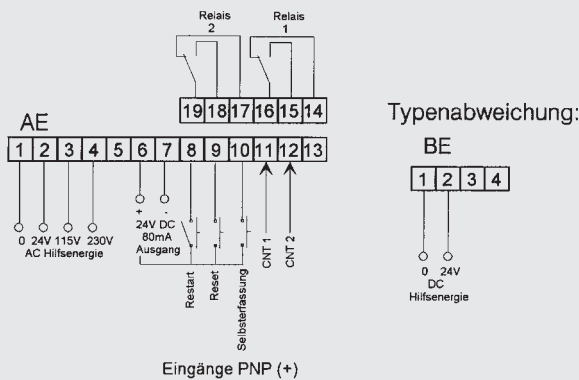 Relais Relais
2 1
19 18 17 16 15 14
AE
1 2 3 4 5 6 7 8 9 10 11 12 13
+ -
0 24V 115V 230V
AC Hilfsenergie
24V DC
80mA
Ausgang
Restart
Reset
Selbsterfassung
CNT 1
CNT 2
Eingänge PNP (+)
Typenabweichung:
BE
1 2 3 4
0 24V
DC
Hilfsenergie